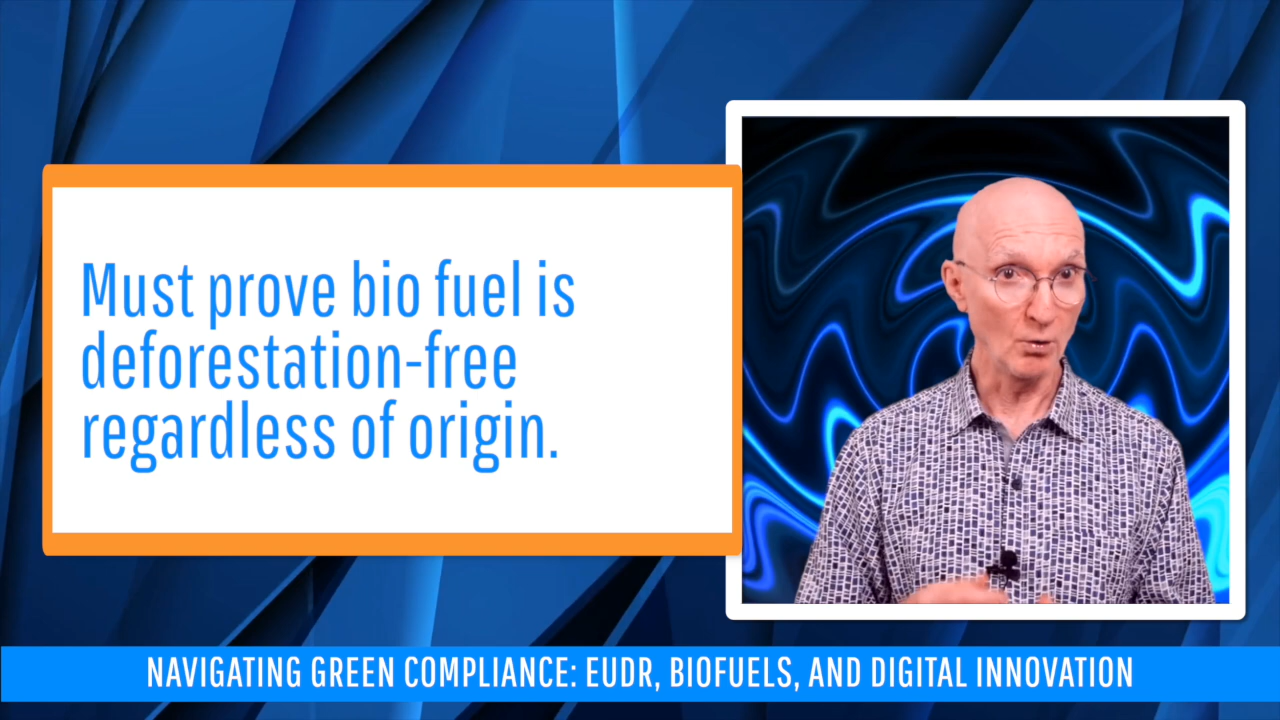 Must prove bio fuel is
deforestation-free
regardless of origin.
NAVIGATING GREEN COMPLIANCE: EUDR, BIOFUELS, AND DIGITAL INNOVATION